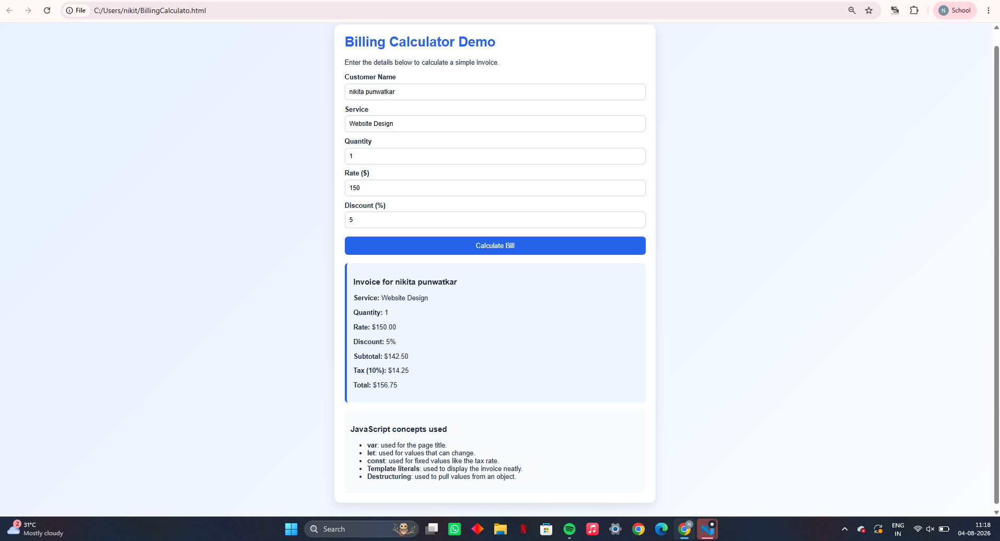 File
C:/Users/nikit/BillingCalculato.html
N
School
Billing Calculator Demo
Enter the details below to calculate a simple invoice.
Customer Name
nikita punwatkar
Service
Website Design
Quantity
1
Rate ($)
150
Discount (%)
5
Calculate Bill
Invoice for nikita punwatkar
Service: Website Design
Quantity: 1
Rate: $150.00
Discount: 5%
Subtotal: $142.50
Tax (10%): $14.25
Total: $156.75
JavaScript concepts used
• var: used for the page title.
• let: used for values that can change.
• const: used for fixed values like the tax rate.
• Template literals: used to display the invoice neatly.
• Destructuring: used to pull values from an object.
2
31°C
Mostly cloudy
Search
N
N
ENG
IN
11:18
04-08-2026